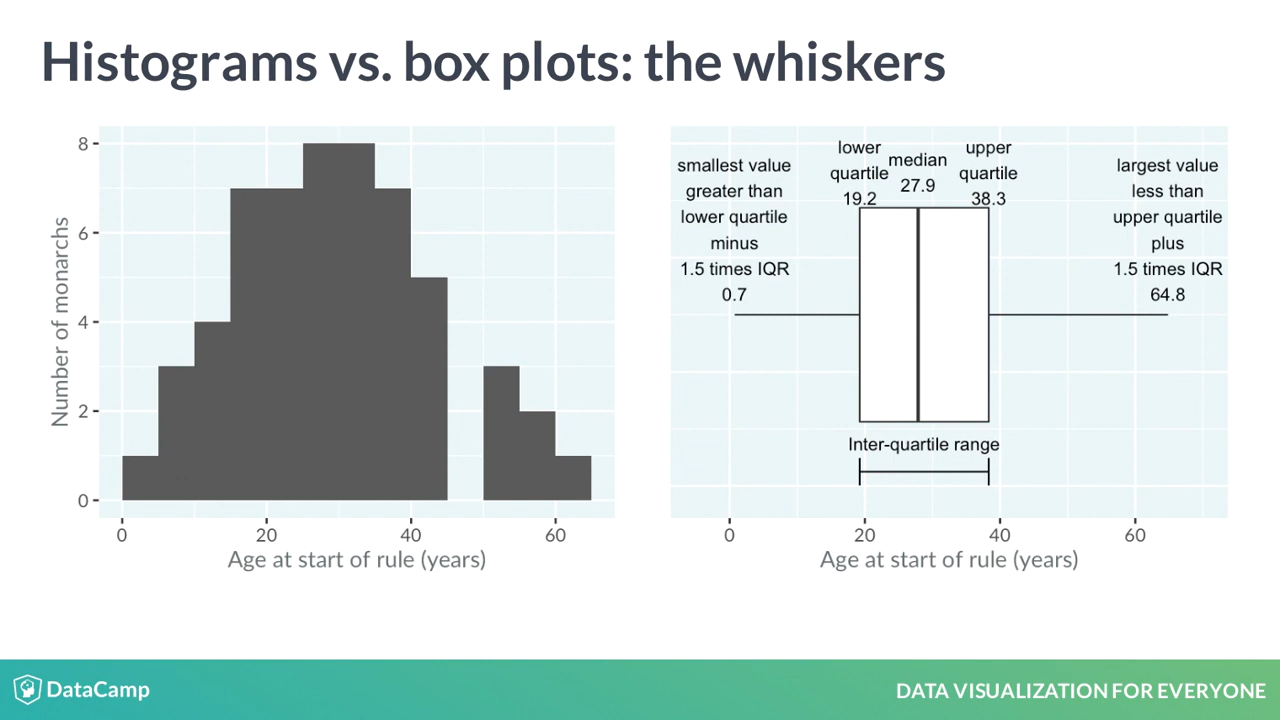 Histograms vs. box plots: the whiskers
Number of monarchs
8
6
4
2
0
0 20 40 60
Age at start of rule (years)
smallest value
greater than
lower quartile
minus
1.5 times IQR
0.7
lower
quartile
19.2
median
27.9
upper
quartile
38.3
largest value
less than
upper quartile
plus
1.5 times IQR
64.8
Inter-quartile range
0 20 40 60
Age at start of rule (years)
DataCamp
DATA VISUALIZATION FOR EVERYONE